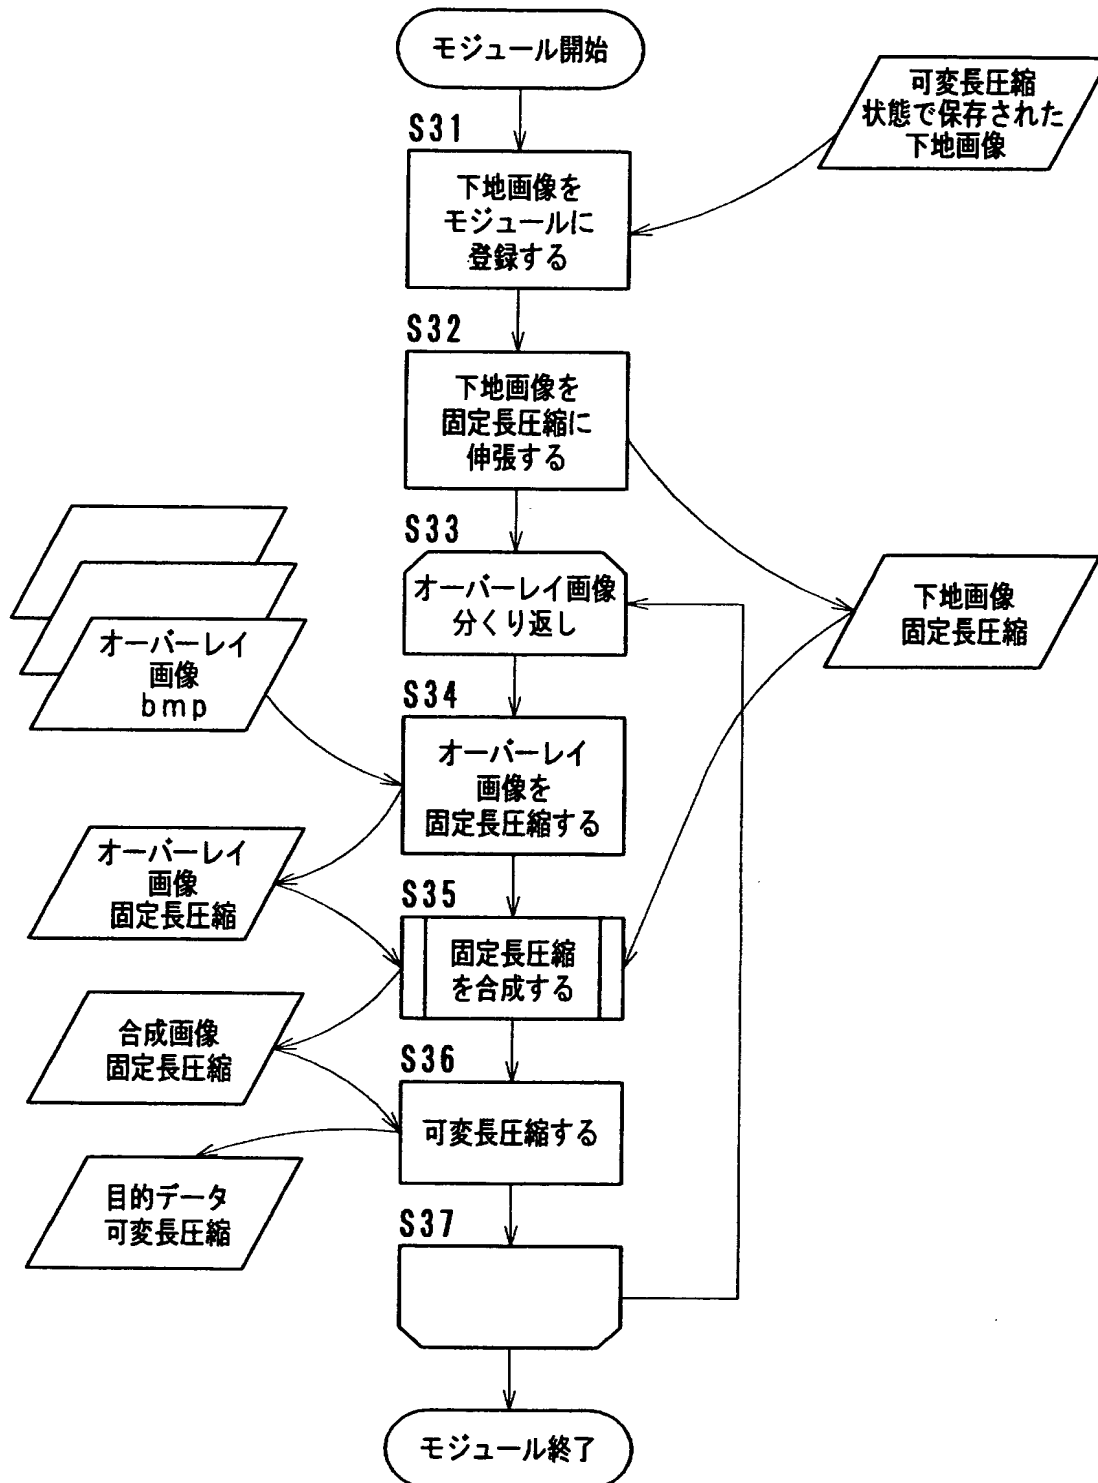 モジュール開始
可変長圧縮
状態で保存された
下地画像
S31
下地画像を
モジュールに
登録する
S32
下地画像を
固定長圧縮に
伸張する
S33
オーバーレイ画像
分くり返し
下地画像
固定長圧縮
オーバーレイ
画像
bmp
S34
オーバーレイ
画像を
固定長圧縮する
オーバーレイ
画像
固定長圧縮
S35
固定長圧縮
を合成する
合成画像
固定長圧縮
S36
可変長圧縮する
目的データ
可変長圧縮
S37
モジュール終了